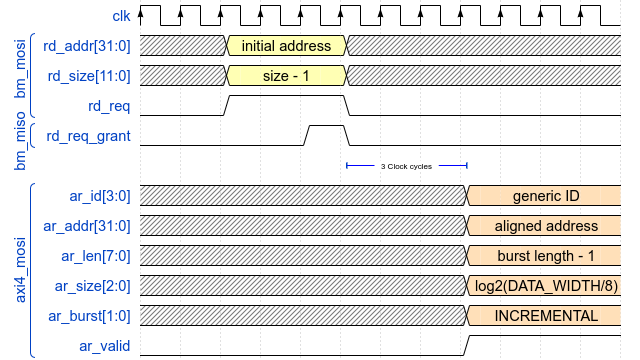 clk
bm_mosi
rd_addr[31:0] initial address
rd_size[11:0] size - 1
rd_req
bm_miso
rd_req_grant
3 Clock cycles
axi4_mosi
ar_id[3:0] generic ID
ar_addr[31:0] aligned address
ar_len[7:0] burst length - 1
ar_size[2:0] log2(DATA_WIDTH/8)
ar_burst[1:0] INCREMENTAL
ar_valid